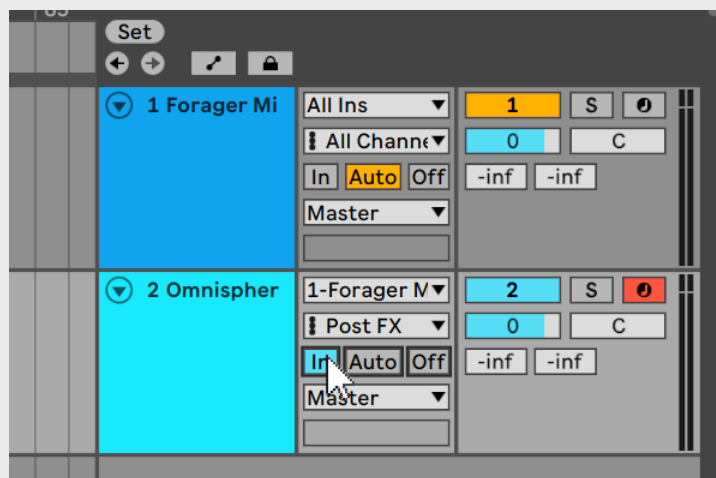 Set
1 Forager Mi
All Ins
1
S
All Channe
0
C
In Auto Off
-inf
-inf
Master
2 Omnispher
1-Forager M
2
S
Post FX
0
C
In Auto Off
-inf
-inf
Master